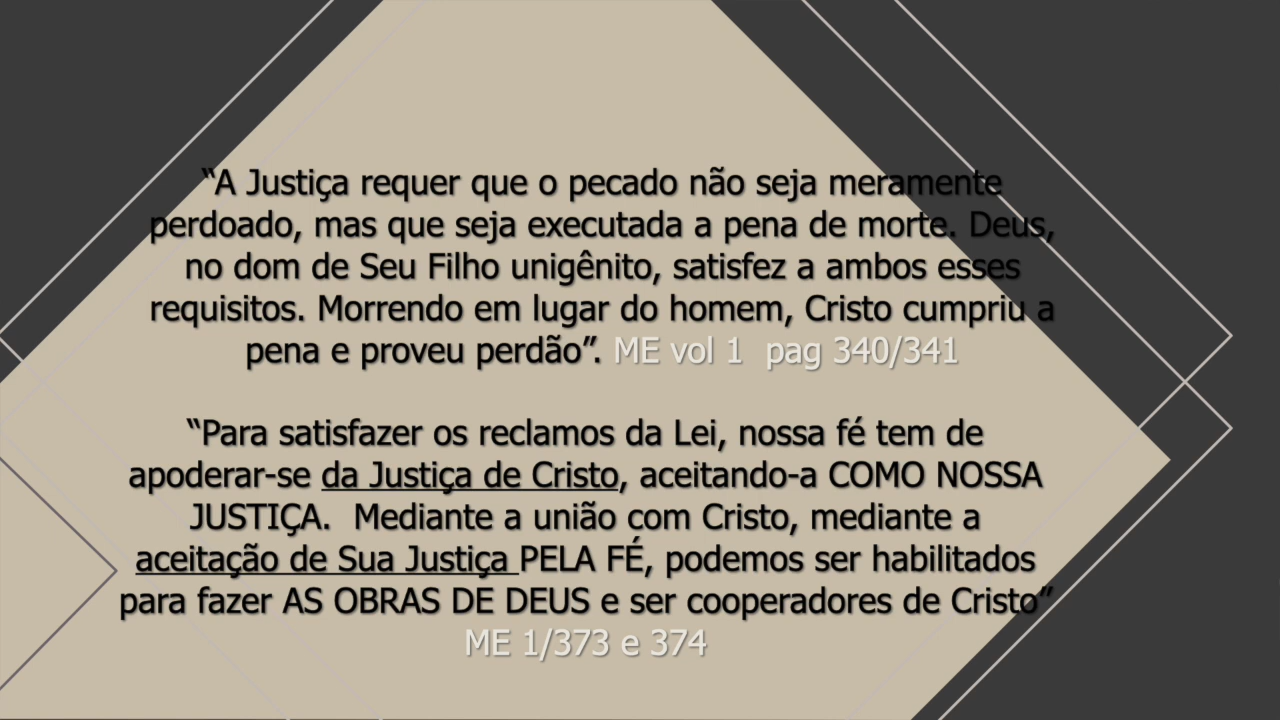 “A Justiça requer que o pecado não seja meramente
perdoado, mas que seja executada a pena de morte. Deus,
no dom de Seu Filho unigênito, satisfez a ambos esses
requisitos. Morrendo em lugar do homem, Cristo cumpriu a
pena e proveu perdão”. ME vol 1  pag 340/341
“Para satisfazer os reclamos da Lei, nossa fé tem de
apoderar-se da Justiça de Cristo, aceitando-a COMO NOSSA
JUSTIÇA.  Mediante a união com Cristo, mediante a
aceitação de Sua Justiça PELA FÉ, podemos ser habilitados
para fazer AS OBRAS DE DEUS e ser cooperadores de Cristo”
ME 1/373 e 374